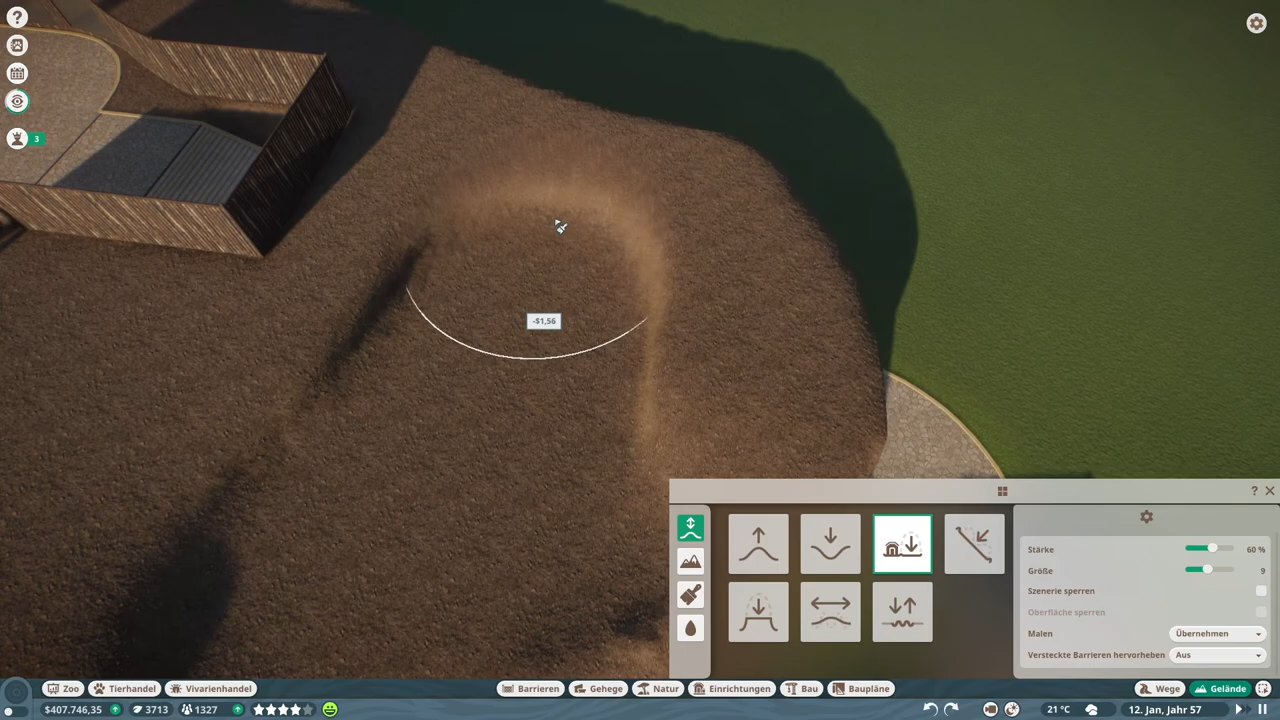 ?
3
-$1,56
? X
Stärke 60 %
Größe 9
Szenerie sperren
Oberfläche sperren
Malen Übernehmen
Versteckte Barrieren hervorheben Aus
Zoo Tierhandel Vivarienhandel Barrieren Gehege Natur Einrichtungen Bau Baupläne Wege Gelände
$407.746,35 3713 1327 21 °C 12. Jan, Jahr 57